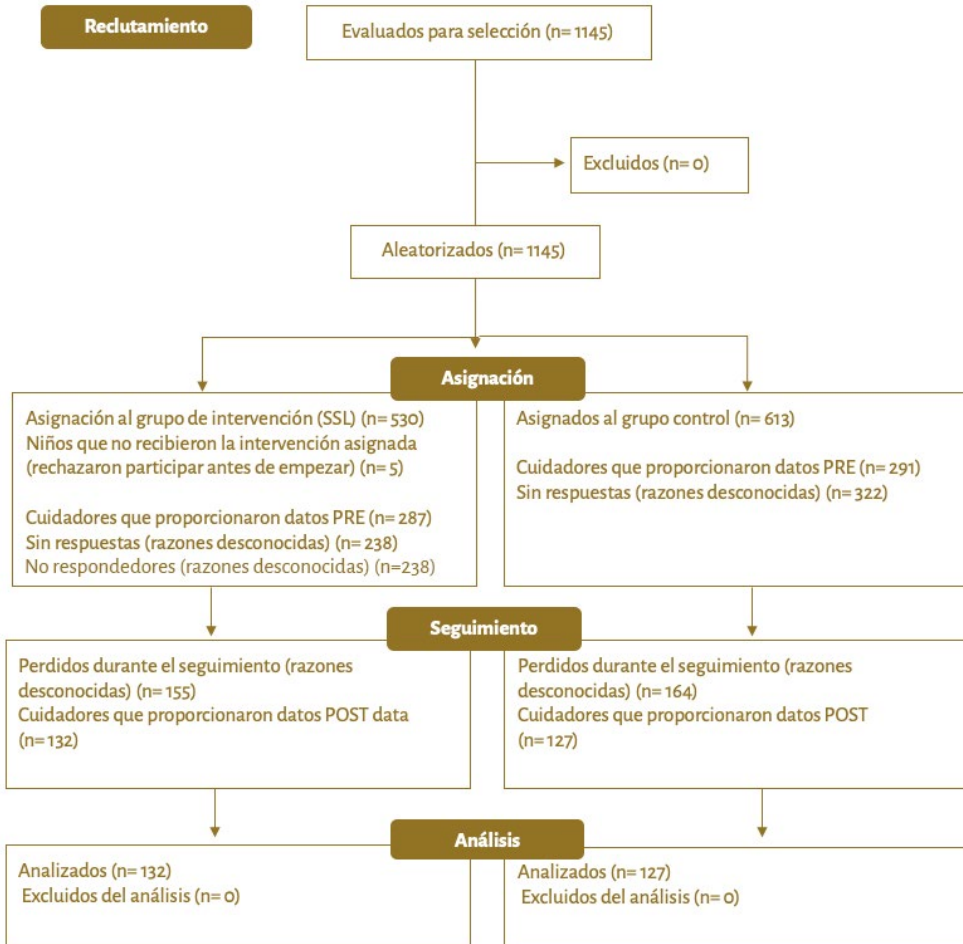 Reclutamiento
Evaluados para selección (n= 1145)
Excluidos (n= 0)
Aleatorizados (n= 1145)
Asignación
Asignación al grupo de intervención (SSL) (n= 530)
Niños que no recibieron la intervención asignada
(rechazaron participar antes de empezar) (n= 5)
Cuidadores que proporcionaron datos PRE (n= 287)
Sin respuestas (razones desconocidas) (n= 238)
No respondedores (razones desconocidas) (n=238)
Asignados al grupo control (n= 613)
Cuidadores que proporcionaron datos PRE (n= 291)
Sin respuestas (razones desconocidas) (n= 322)
Seguimiento
Perdidos durante el seguimiento (razones
desconocidas) (n= 155)
Cuidadores que proporcionaron datos POST data
(n= 132)
Perdidos durante el seguimiento (razones
desconocidas) (n= 164)
Cuidadores que proporcionaron datos POST
(n= 127)
Análisis
Analizados (n= 132)
Excluidos del análisis (n= 0)
Analizados (n= 127)
Excluidos del análisis (n= 0)